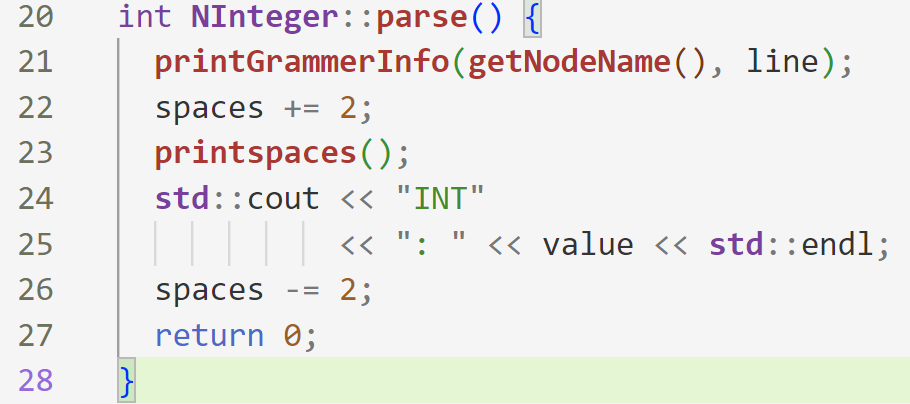 20 int NInteger::parse() {
21 printGrammerInfo(getNodeName(), line);
22 spaces += 2;
23 printspaces();
24 std::cout << "INT"
25 << ": " << value << std::endl;
26 spaces -= 2;
27 return 0;
28 }